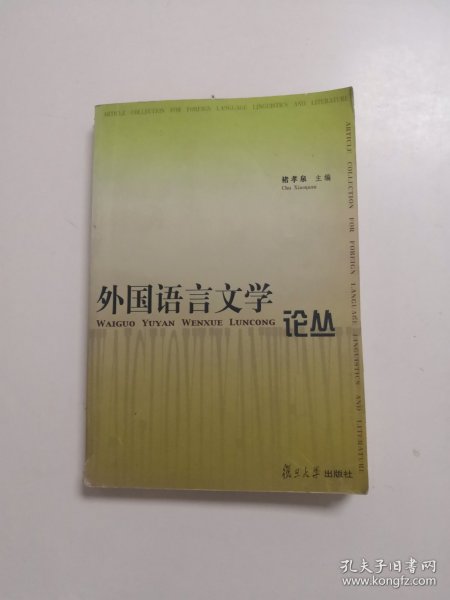 ARTICLE COLLECTION FOR FOREIGN LANGUAGE LINGUISTICS AND LITERATURE
ARTICLE COLLECTION FOR FOREIGN LANGUAGE LINGUISTICS AND LITERATURE
褚孝泉 主编
Chu Xiaoquan
外国语言文学
WAIGUO YUYAN WENXUE LUNCONG
论丛
复旦大学 出版社
孔夫子旧书网
www.kongfz.com